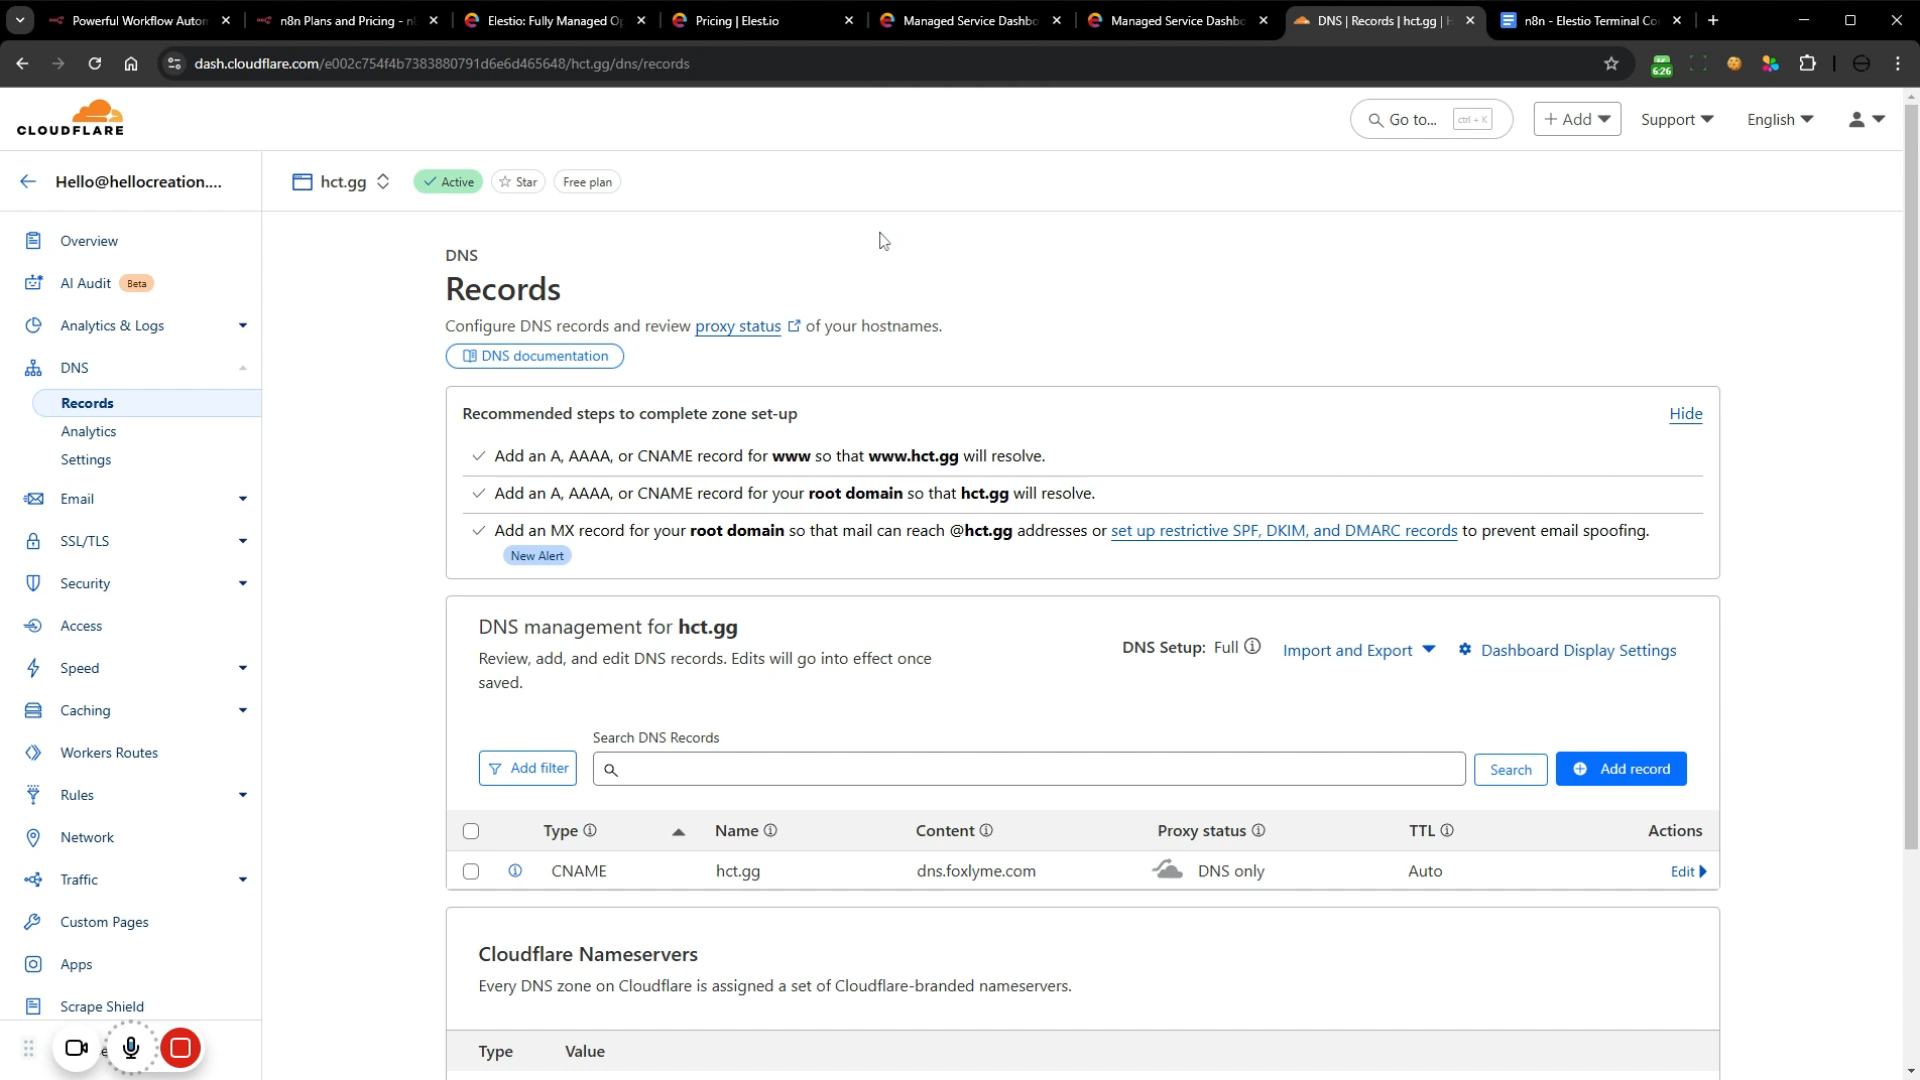 Powerful Workflow Autom
n8n Plans and Pricing - n8
Elestio: Fully Managed Op
Pricing | Elest.io
Managed Service Dashbo
Managed Service Dashbo
DNS | Records | hct.gg | H
n8n - Elestio Terminal Co
dash.cloudflare.com/e002c754f4b7383880791d6e6d465648/hct.gg/dns/records
6:26
CLOUDFLARE
Go to...
ctrl + K
+ Add
Support
English
Hello@hellocreation....
hct.gg
Active
Star
Free plan
Overview
AI Audit
Beta
Analytics & Logs
DNS
Records
Analytics
Settings
Email
SSL/TLS
Security
Access
Speed
Caching
Workers Routes
Rules
Network
Traffic
Custom Pages
Apps
Scrape Shield
DNS
Records
Configure DNS records and review proxy status of your hostnames.
DNS documentation
Recommended steps to complete zone set-up
Hide
Add an A, AAAA, or CNAME record for www so that www.hct.gg will resolve.
Add an A, AAAA, or CNAME record for your root domain so that hct.gg will resolve.
Add an MX record for your root domain so that mail can reach @hct.gg addresses or set up restrictive SPF, DKIM, and DMARC records to prevent email spoofing.
New Alert
DNS management for hct.gg
Review, add, and edit DNS records. Edits will go into effect once
saved.
DNS Setup: Full
Import and Export
Dashboard Display Settings
Search DNS Records
Add filter
Search
Add record
Type
Name
Content
Proxy status
TTL
Actions
CNAME
hct.gg
dns.foxlyme.com
DNS only
Auto
Edit
Cloudflare Nameservers
Every DNS zone on Cloudflare is assigned a set of Cloudflare-branded nameservers.
Type
Value